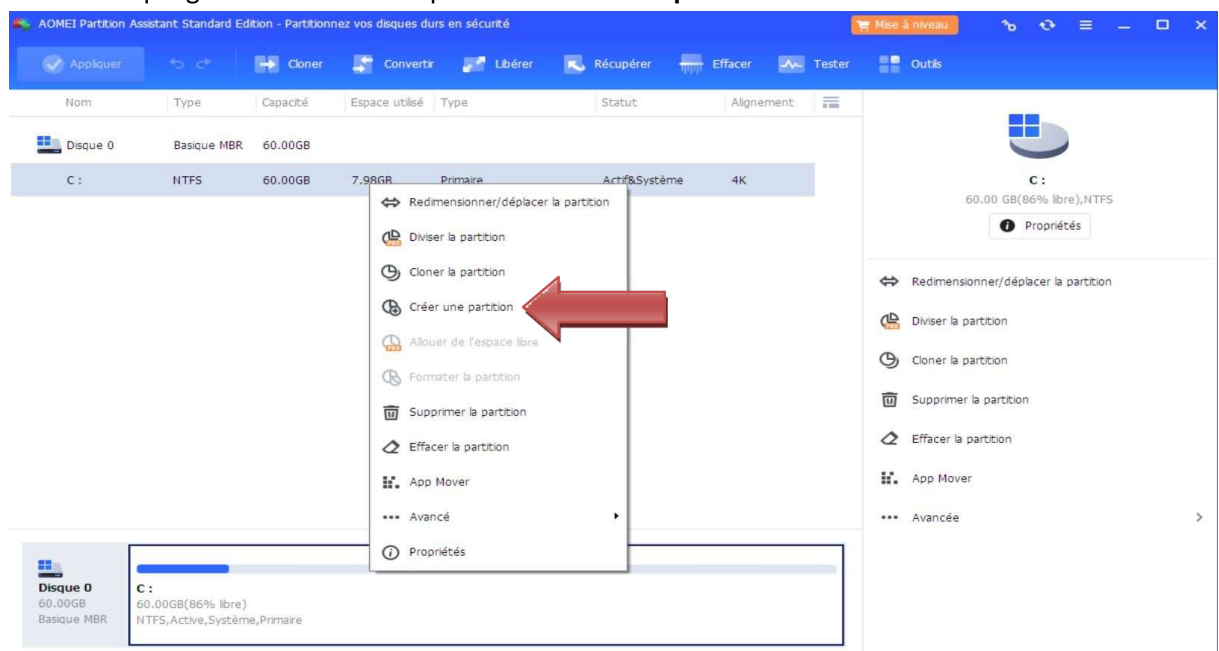 AOMEI Partition Assistant Standard Edition - Partitionnez vos disques durs en sécurité Mise à niveau
Appliquer Cloner Convertir Libérer Récupérer Effacer Tester Outils
Nom Type Capacité Espace utilisé Type Statut Alignement
Disque 0 Basique MBR 60.00GB
C : NTFS 60.00GB 7.98GB Primaire Actif&Système 4K
Redimensionner/déplacer la partition
Diviser la partition
Cloner la partition
Créer une partition
Allouer de l'espace libre
Formater la partition
Supprimer la partition
Effacer la partition
App Mover
Avancé
Propriétés
C :
60.00 GB(86% libre),NTFS
Propriétés
Redimensionner/déplacer la partition
Diviser la partition
Cloner la partition
Supprimer la partition
Effacer la partition
App Mover
Avancée
Disque 0
60.00GB
Basique MBR
C :
60.00GB(86% libre)
NTFS,Active,Système,Primaire